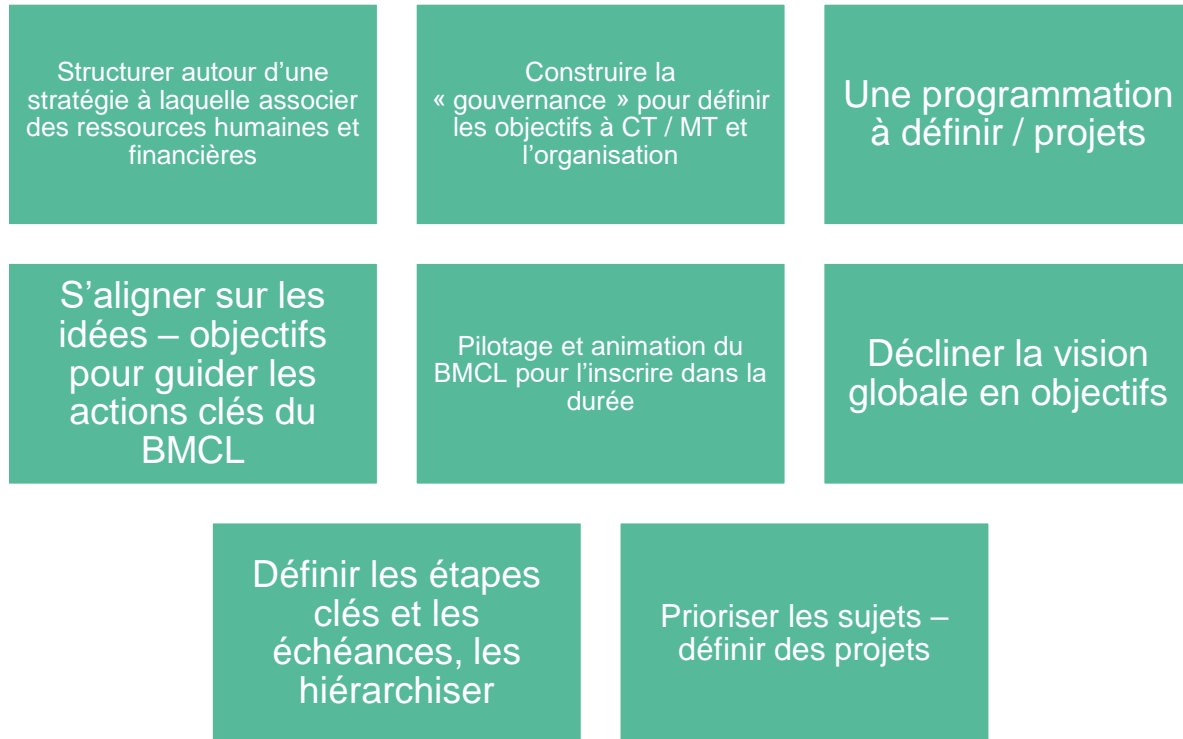 Structurer autour d’une
stratégie à laquelle associer
des ressources humaines et
financières
Construire la
« gouvernance » pour définir
les objectifs à CT / MT et
l’organisation
Une programmation
à définir / projets
S’aligner sur les
idées – objectifs
pour guider les
actions clés du
BMCL
Pilotage et animation du
BMCL pour l’inscrire dans la
durée
Décliner la vision
globale en objectifs
Définir les étapes
clés et les
échéances, les
hiérarchiser
Prioriser les sujets –
définir des projets